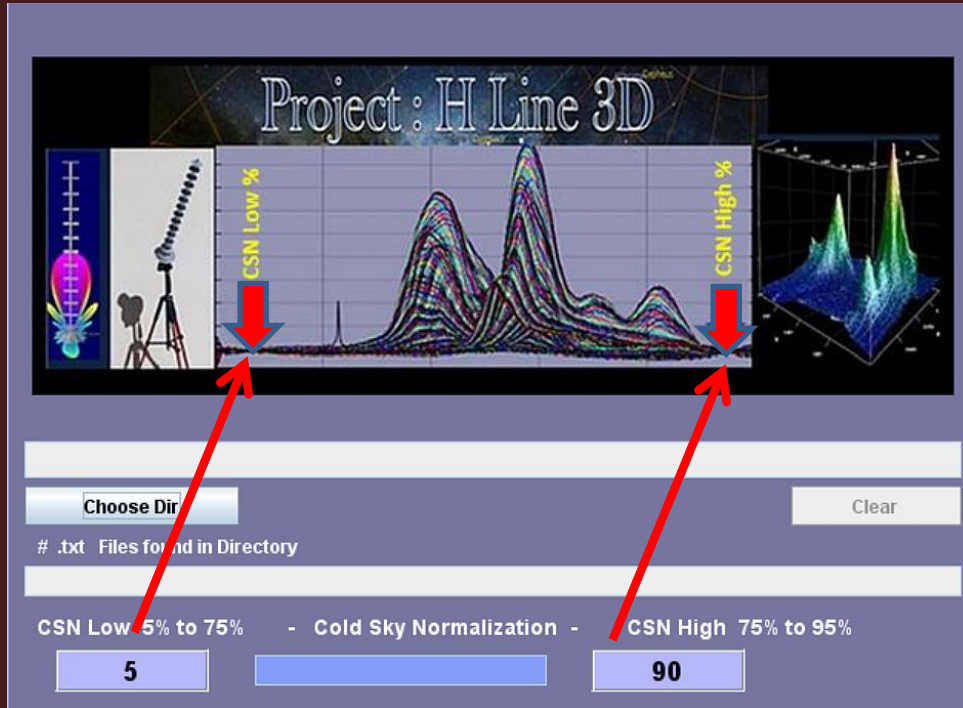 Project : H Line 3D
CSN Low %
CSN High %
Choose Dir
Clear
# .txt Files found in Directory
CSN Low 5% to 75% - Cold Sky Normalization - CSN High 75% to 95%
5
90